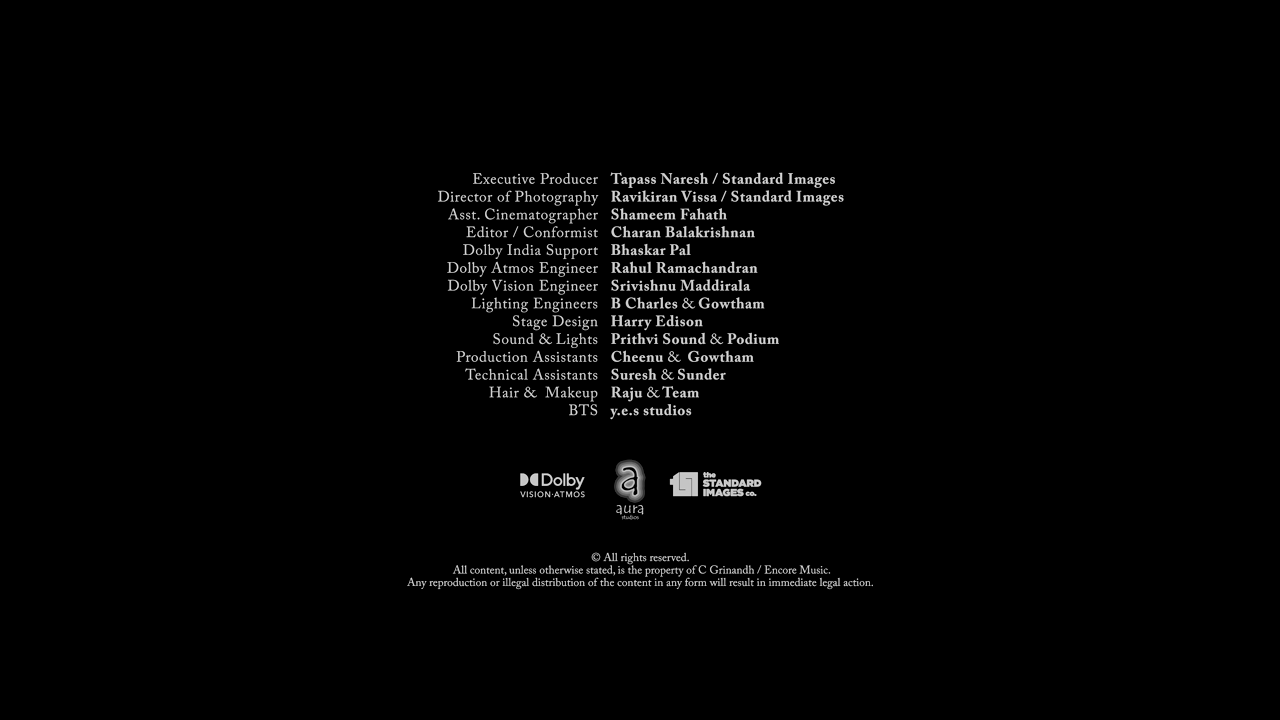 Executive Producer Tapass Naresh / Standard Images
Director of Photography Ravikiran Vissa / Standard Images
Asst. Cinematographer Shameem Fahath
Editor / Conformist Charan Balakrishnan
Dolby India Support Bhaskar Pal
Dolby Atmos Engineer Rahul Ramachandran
Dolby Vision Engineer Srivishnu Maddirala
Lighting Engineers B Charles & Gowtham
Stage Design Harry Edison
Sound & Lights Prithvi Sound & Podium
Production Assistants Cheenu & Gowtham
Technical Assistants Suresh & Sunder
Hair & Makeup Raju & Team
BTS y.e.s studios
Dolby
VISION·ATMOS
a
aura
studios
the
STANDARD
IMAGES co.
© All rights reserved.
All content, unless otherwise stated, is the property of C Grinandh / Encore Music.
Any reproduction or illegal distribution of the content in any form will result in immediate legal action.